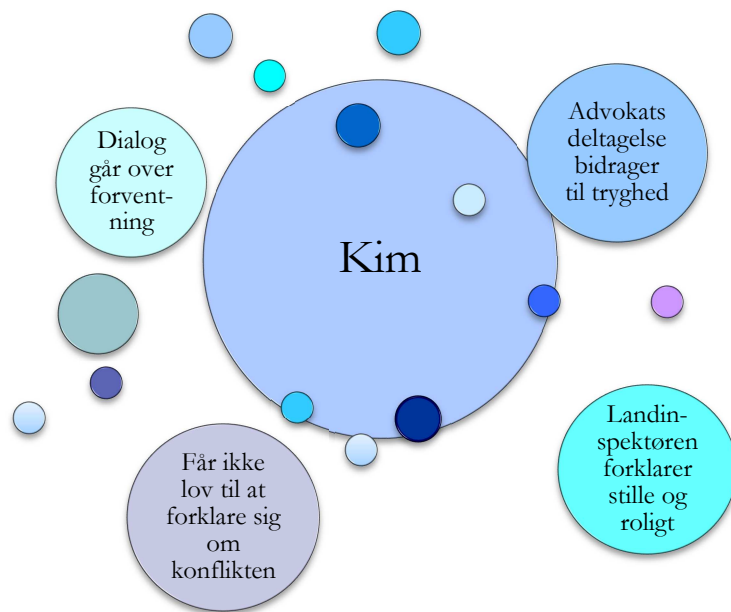 Dialog
går over
forvent-
ning
Advokats
deltagelse
bidrager
til tryghed
Kim
Får ikke
lov til at
forklare sig
om
konflikten
Landin-
spektøren
forklarer
stille og
roligt